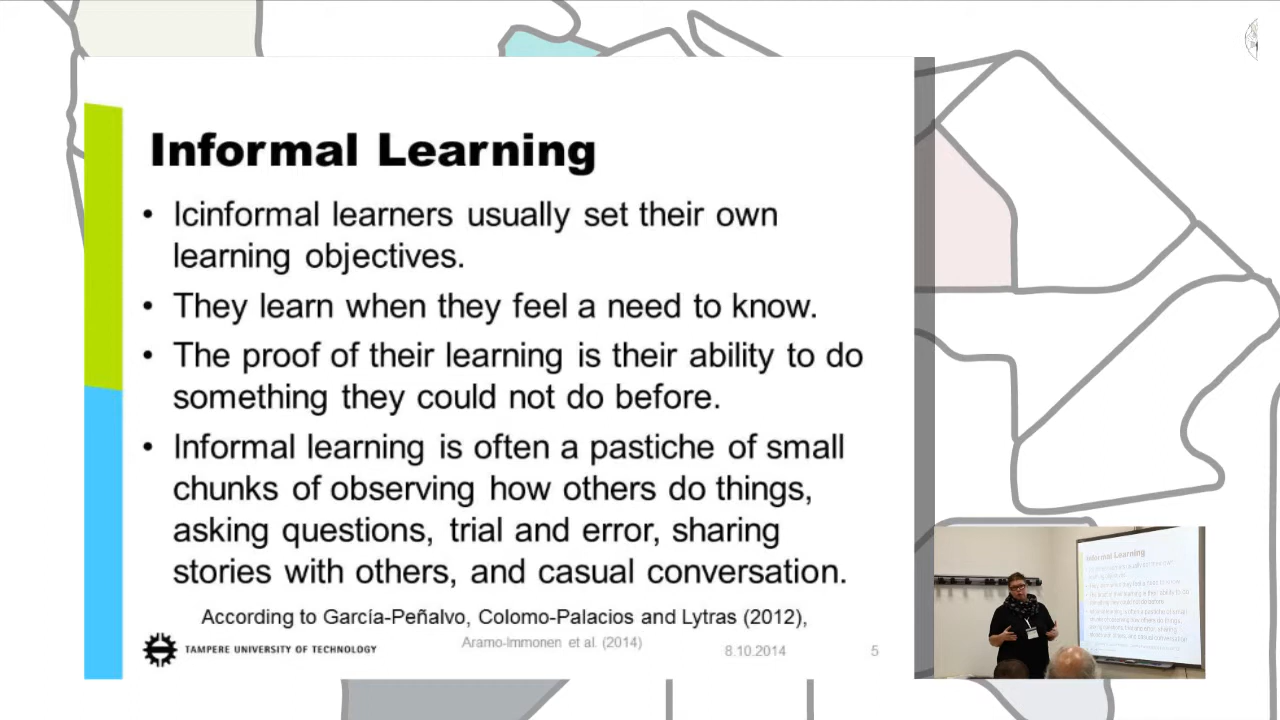 Informal Learning
• Icinformal learners usually set their own
learning objectives.
• They learn when they feel a need to know.
• The proof of their learning is their ability to do
something they could not do before.
• Informal learning is often a pastiche of small
chunks of observing how others do things,
asking questions, trial and error, sharing
stories with others, and casual conversation.
According to García-Peñalvo, Colomo-Palacios and Lytras (2012),
Aramo-Immonen et al. (2014)
TAMPERE UNIVERSITY OF TECHNOLOGY
8.10.2014
5
Informal Learning